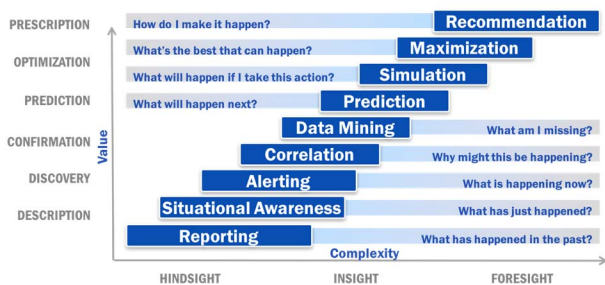 PRESCRIPTION
How do I make it happen?
Recommendation
What's the best that can happen?
Maximization
OPTIMIZATION
What will happen if I take this action?
Simulation
PREDICTION
What will happen next?
Prediction
Data Mining
What am I missing?
CONFIRMATION
Value
Correlation
Why might this be happening?
DISCOVERY
Alerting
What is happening now?
DESCRIPTION
Situational Awareness
What has just happened?
Reporting
What has happened in the past?
Complexity
HINDSIGHT
INSIGHT
FORESIGHT